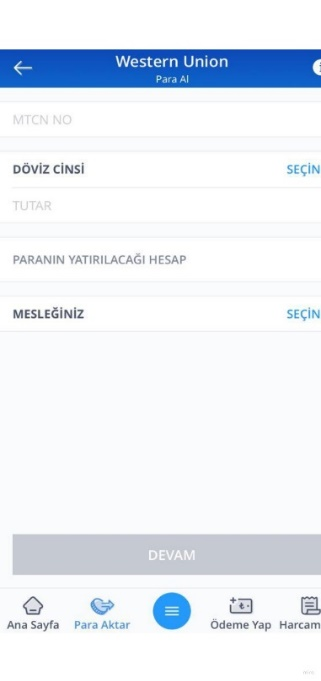 Western Union
Para Al
MTCN NO
DÖVİZ CİNSİ SEÇİN
TUTAR
PARANIN YATIRILACAĞI HESAP
MESLEĞİNİZ SEÇİN
DEVAM
Ana Sayfa Para Aktar Ödeme Yap Harcam